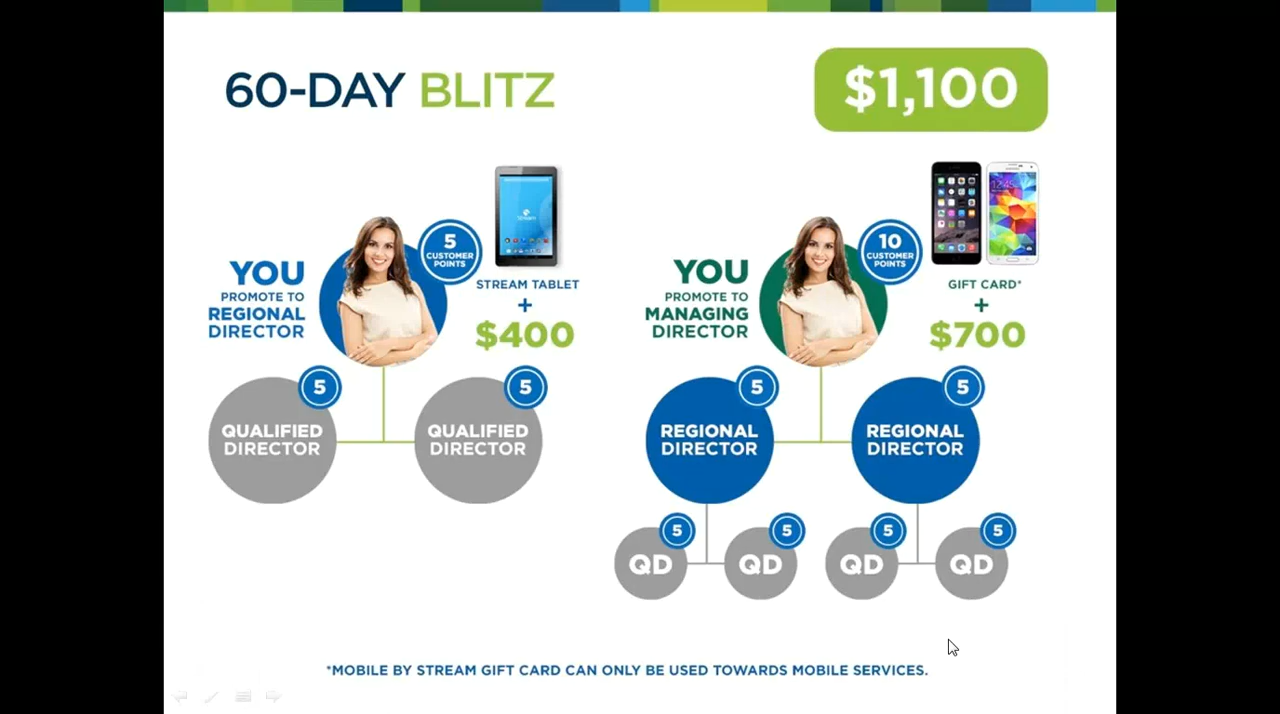 60-DAY BLITZ
$1,100
5
CUSTOMER
POINTS
STREAM TABLET
+
$400
YOU
PROMOTE TO
REGIONAL
DIRECTOR
5
QUALIFIED
DIRECTOR
5
QUALIFIED
DIRECTOR
10
CUSTOMER
POINTS
GIFT CARD*
+
$700
YOU
PROMOTE TO
MANAGING
DIRECTOR
5
REGIONAL
DIRECTOR
5
REGIONAL
DIRECTOR
5
QD
5
QD
5
QD
5
QD
*MOBILE BY STREAM GIFT CARD CAN ONLY BE USED TOWARDS MOBILE SERVICES.